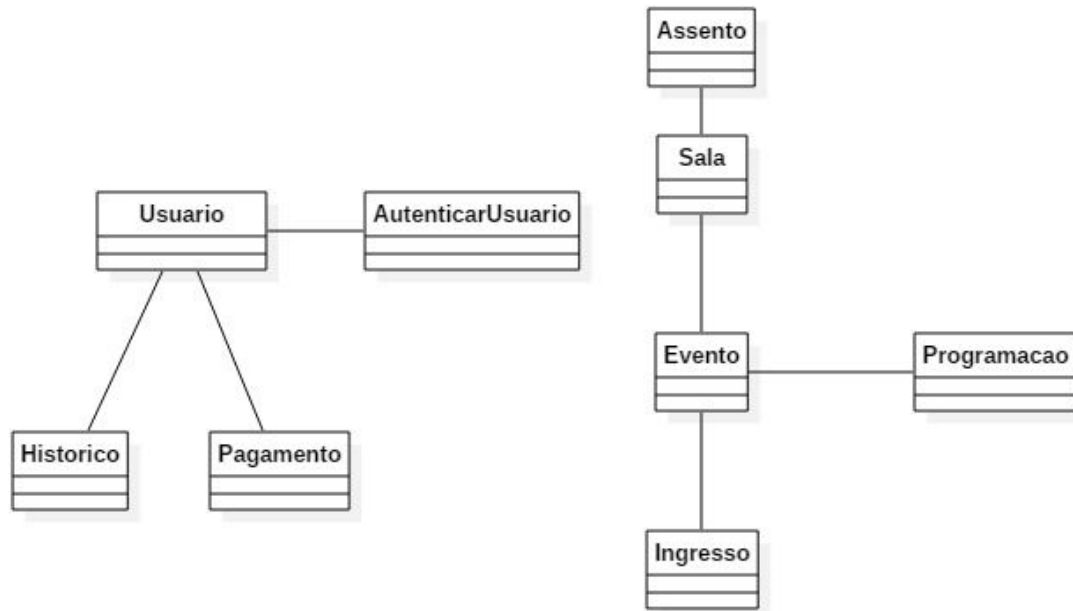 Assento
Sala
Usuario
AutenticarUsuario
Evento
Programacao
Historico
Pagamento
Ingresso